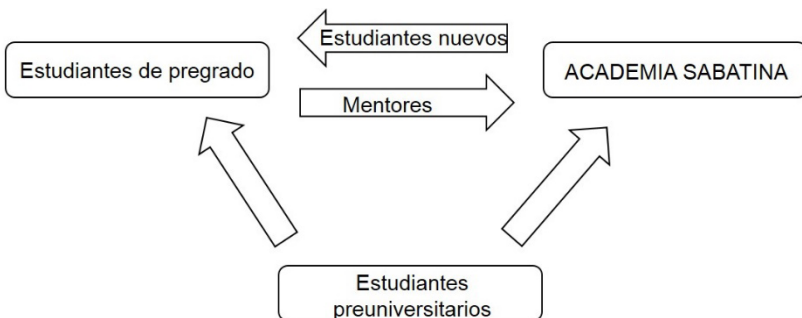 Estudiantes nuevos
Estudiantes de pregrado
ACADEMIA SABATINA
Mentores
Estudiantes
preuniversitarios